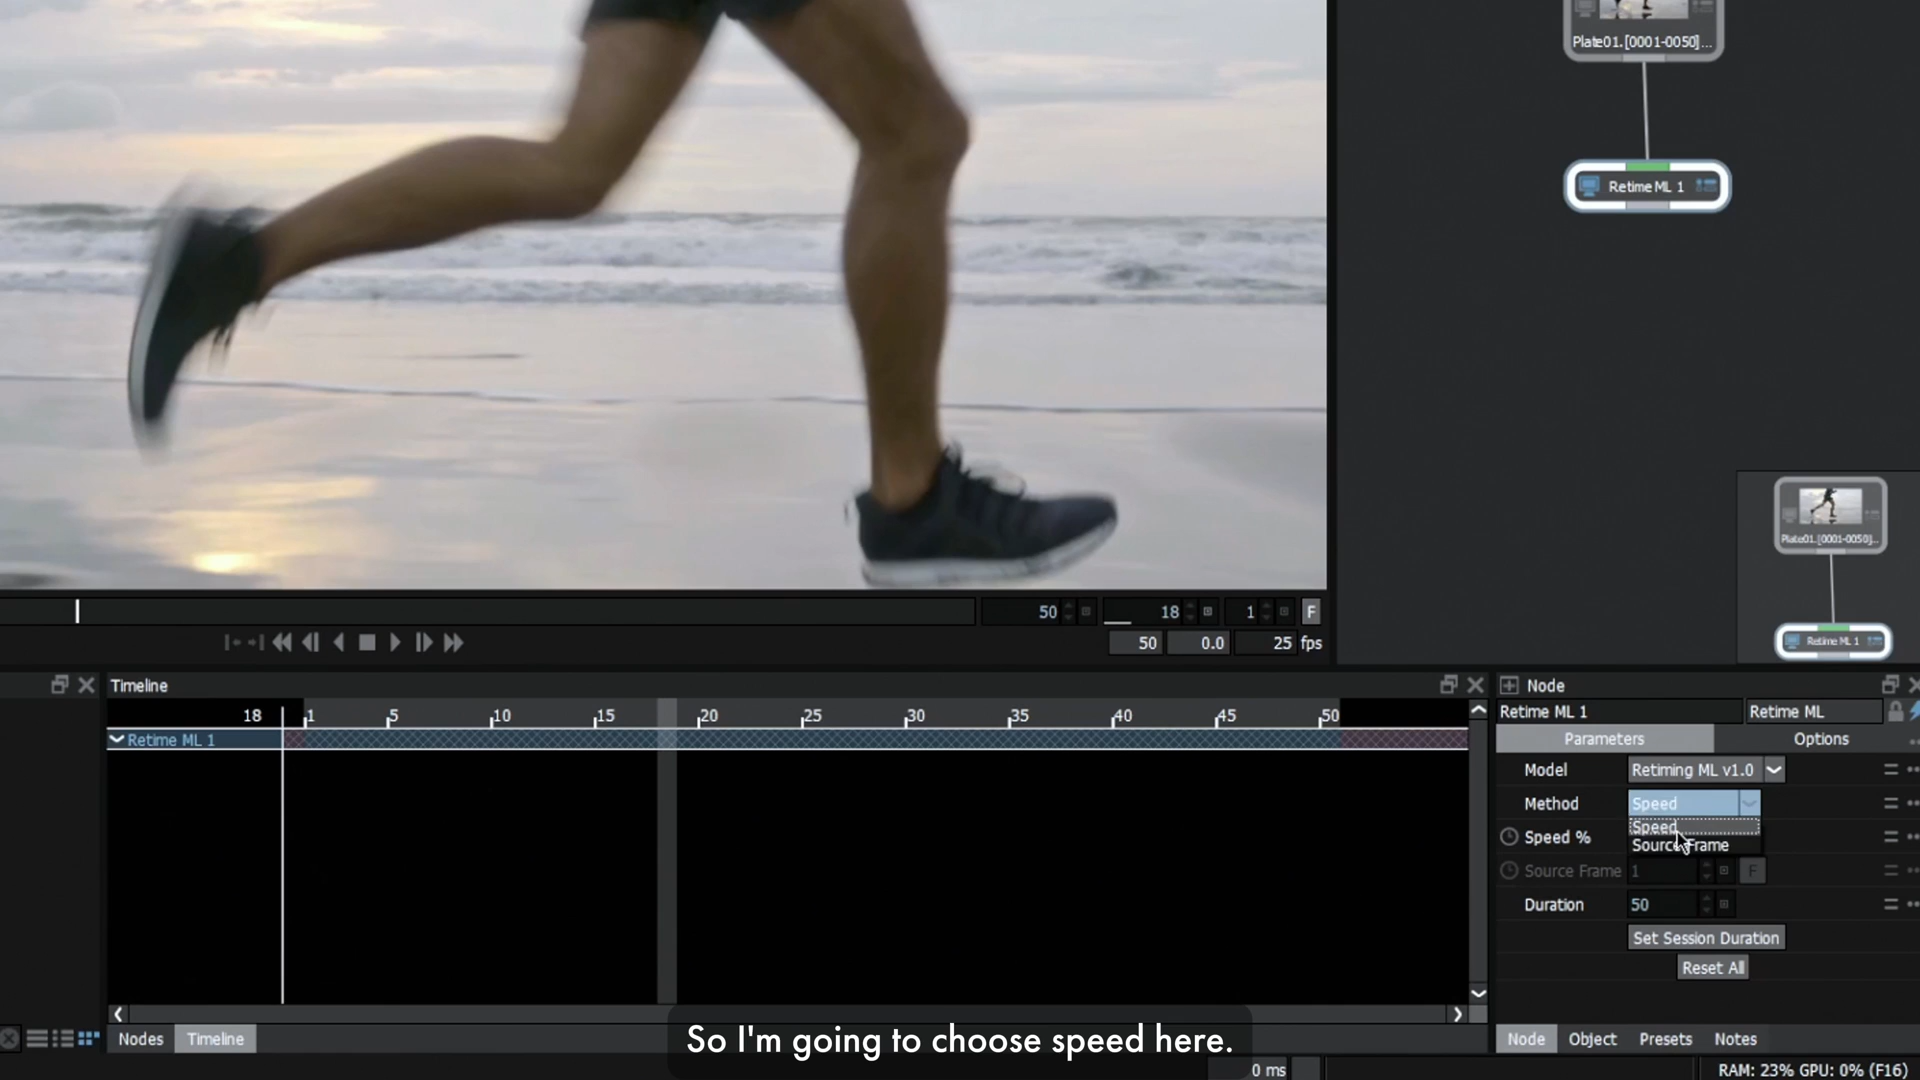 Plate01.[0001-0050]...
Retime ML 1
Plate01.[0001-0050]...
Retime ML 1
50 18 1 F
50 0.0 25 fps
Timeline
18 1 5 10 15 20 25 30 35 40 45 50
Retime ML 1
Node
Retime ML 1 Retime ML
Parameters Options
Model Retiming ML v1.0
Method Speed
Speed
Speed %
Source Frame
Source Frame 1 F
Duration 50
Set Session Duration
Reset All
Nodes Timeline
So I'm going to choose speed here.
Node Object Presets Notes
0 ms
RAM: 23% GPU: 0% (F16)